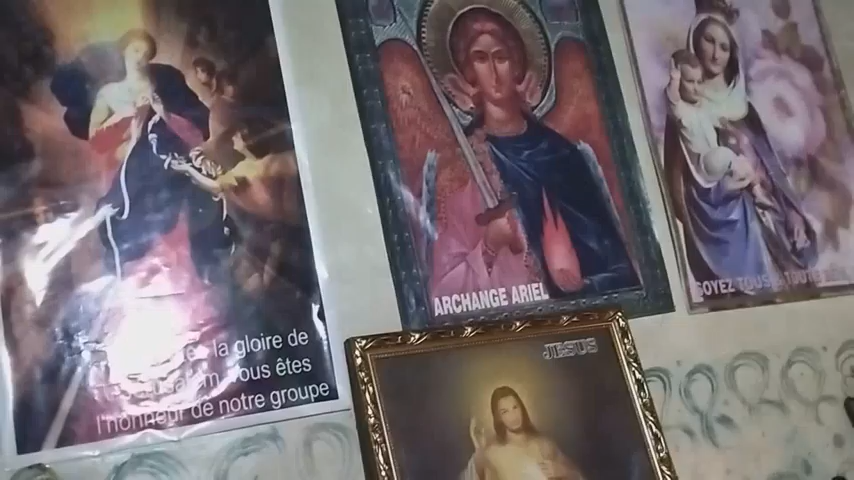 la gloire de
vous êtes
l'honneur de notre groupe
ARCHANGE ARIEL
SOYEZ TOUS
JESUS